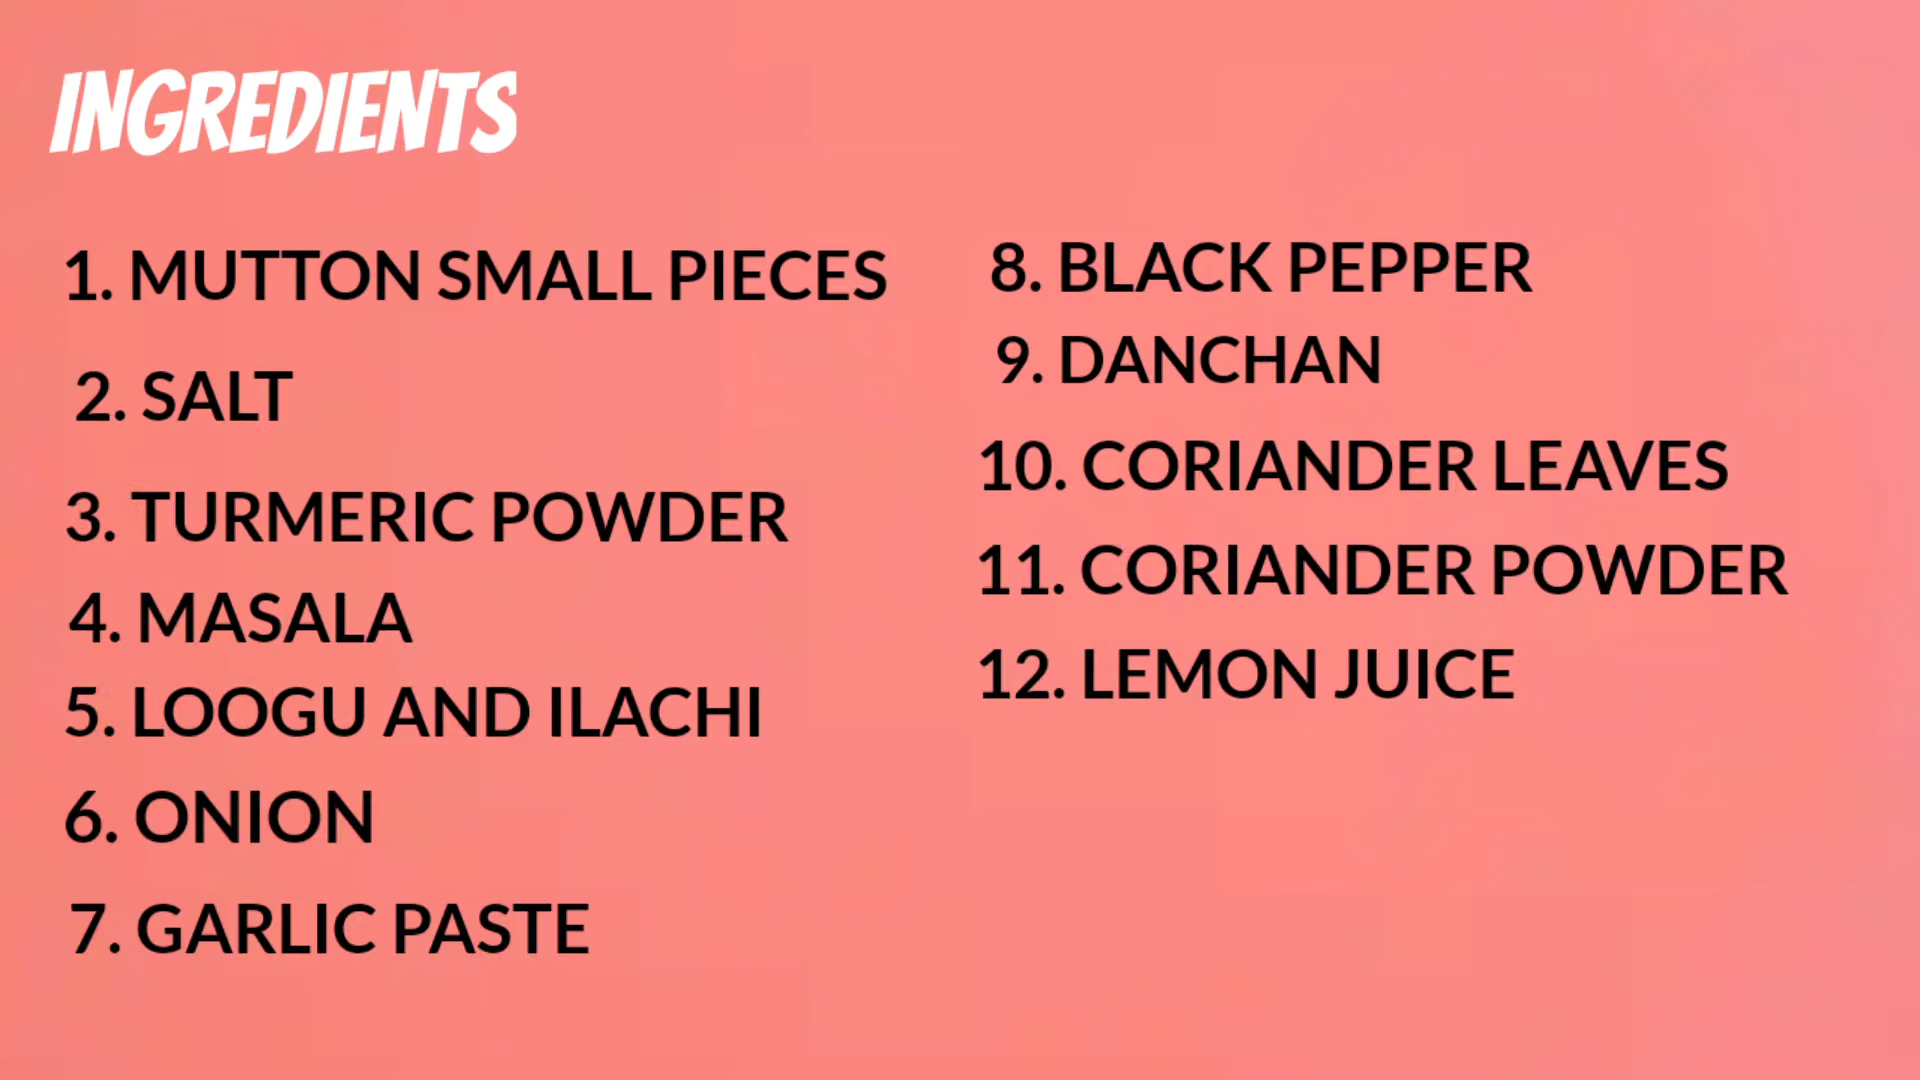 INGREDIENTS
1. MUTTON SMALL PIECES
2. SALT
3. TURMERIC POWDER
4. MASALA
5. LOOGU AND ILACHI
6. ONION
7. GARLIC PASTE
8. BLACK PEPPER
9. DANCHAN
10. CORIANDER LEAVES
11. CORIANDER POWDER
12. LEMON JUICE